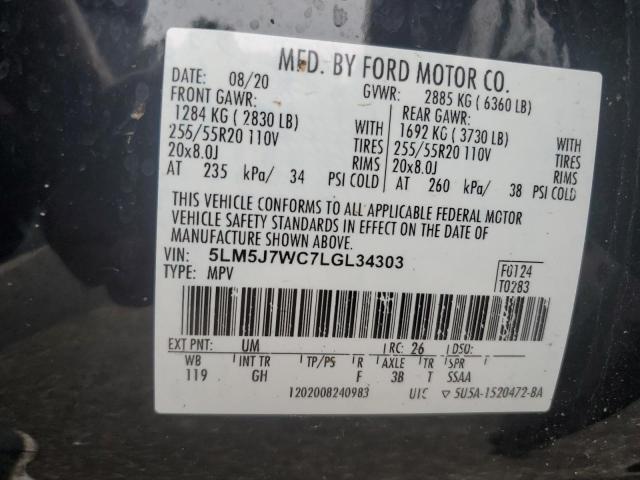 MFD. BY FORD MOTOR CO.
DATE: 08/20 GVWR: 2885 KG ( 6360 LB)
FRONT GAWR: REAR GAWR:
1284 KG ( 2830 LB) WITH 1692 KG ( 3730 LB) WITH
255/55R20 110V TIRES 255/55R20 110V TIRES
20x8.0J RIMS 20x8.0J RIMS
AT 235 kPa/ 34 PSI COLD AT 260 kPa/ 38 PSI COLD
THIS VEHICLE CONFORMS TO ALL APPLICABLE FEDERAL MOTOR
VEHICLE SAFETY STANDARDS IN EFFECT ON THE DATE OF
MANUFACTURE SHOWN ABOVE.
VIN: 5LM5J7WC7LGL34303 F0124
TYPE: MPV T0283
EXT PNT: UM RC: 26 DSO:
WB INT TR TP/PS R AXLE TR SPR
119 GH F 3B T SSAA
1202008240983 5U5A-1520472-BA